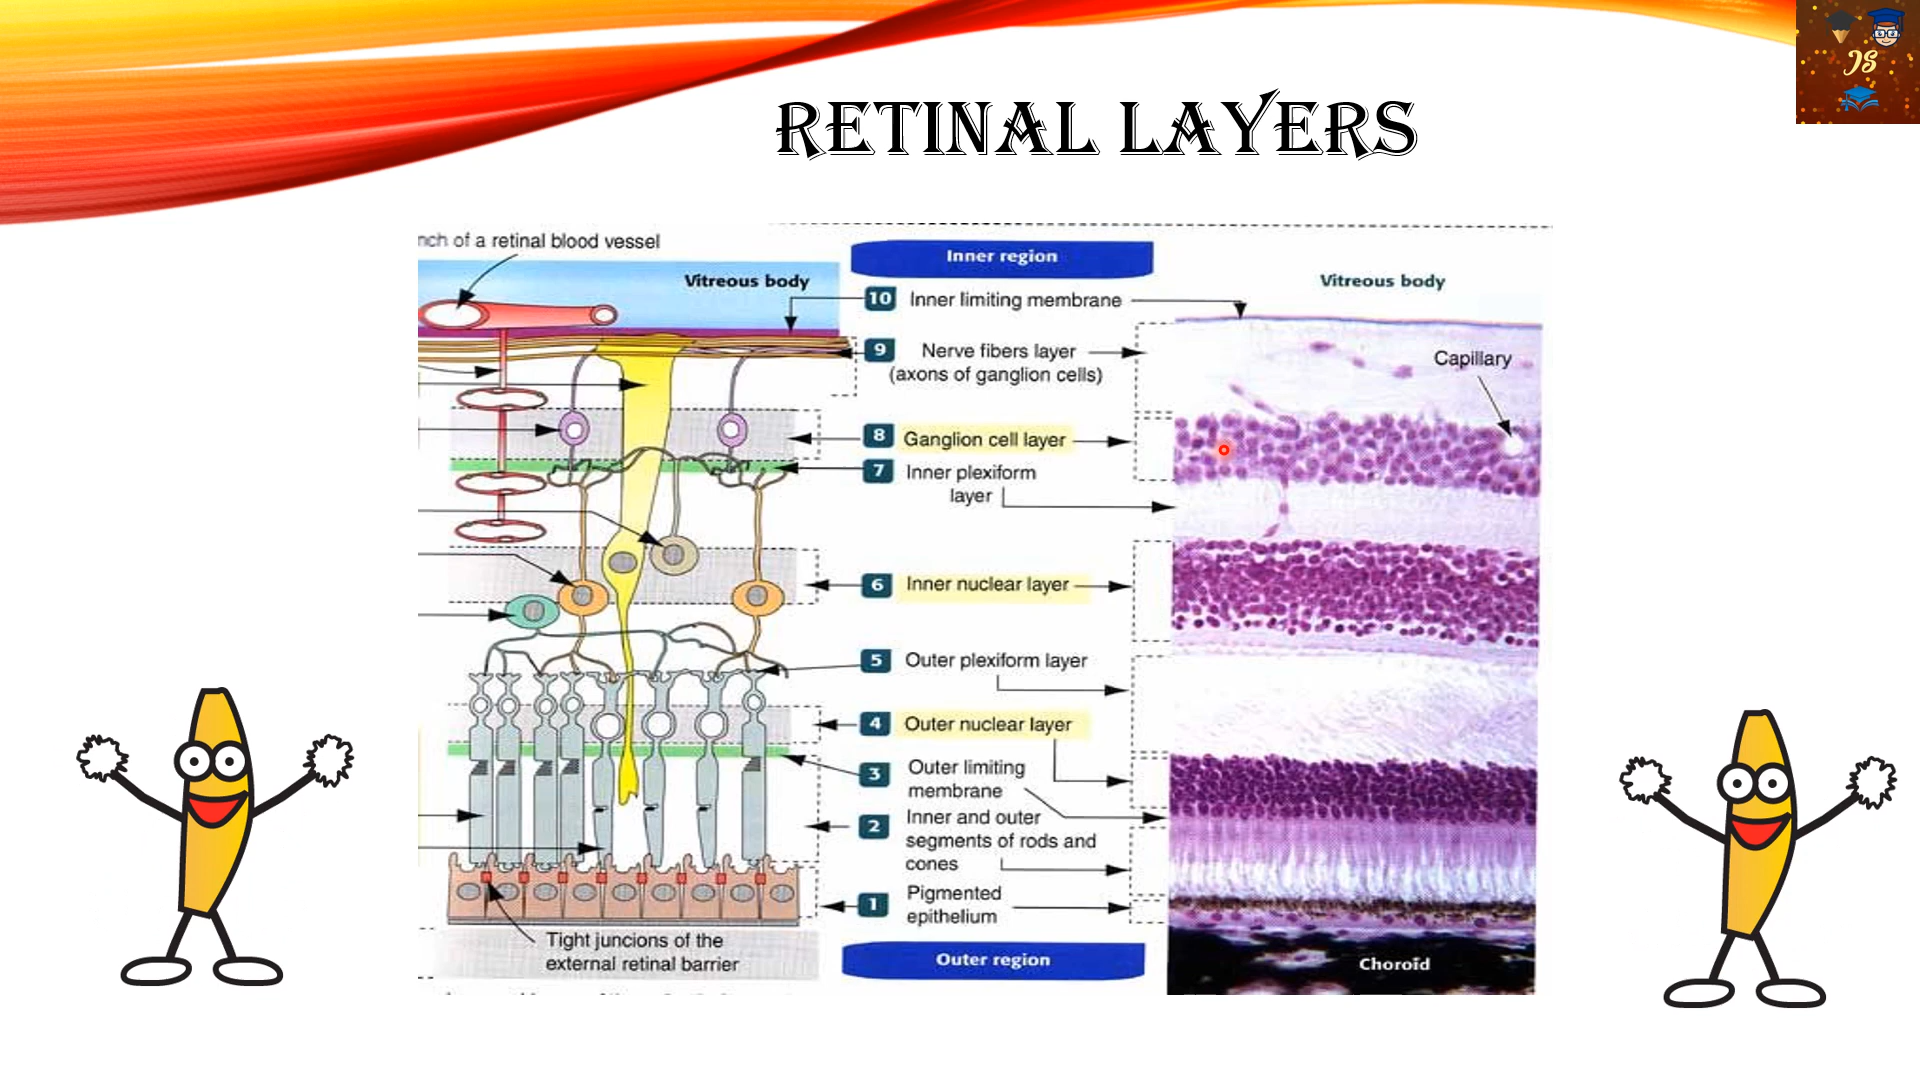 JS
RETINAL LAYERS
nch of a retinal blood vessel
Vitreous body
Inner region
Vitreous body
10 Inner limiting membrane
9 Nerve fibers layer
(axons of ganglion cells)
Capillary
8 Ganglion cell layer
7 Inner plexiform
layer
6 Inner nuclear layer
5 Outer plexiform layer
4 Outer nuclear layer
3 Outer limiting
membrane
2 Inner and outer
segments of rods and
cones
1 Pigmented
epithelium
Tight juncions of the
external retinal barrier
Outer region
Choroid